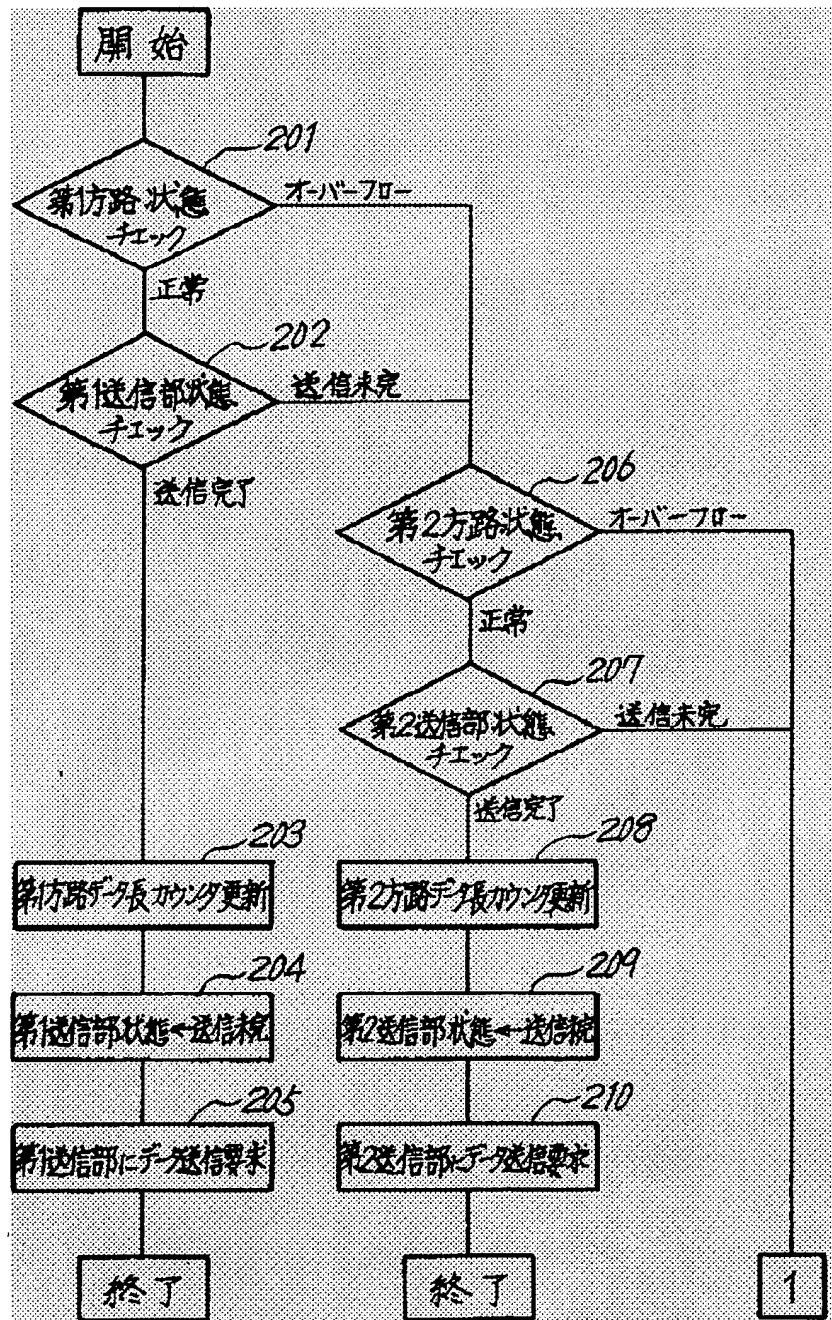 開始
201
第1方路状態
チェック
オーバーフロー
正常
202
第1送信部状態
チェック
送信未完
送信完了
206
第2方路状態
チェック
オーバーフロー
正常
207
第2送信部状態
チェック
送信未完
送信完了
203
第1方路データ長カウンタ更新
208
第2方路データ長カウンタ更新
204
第1送信部状態←送信未完
209
第2送信部状態←送信未完
205
第1送信部にデータ送信要求
210
第2送信部にデータ送信要求
終了
終了
1